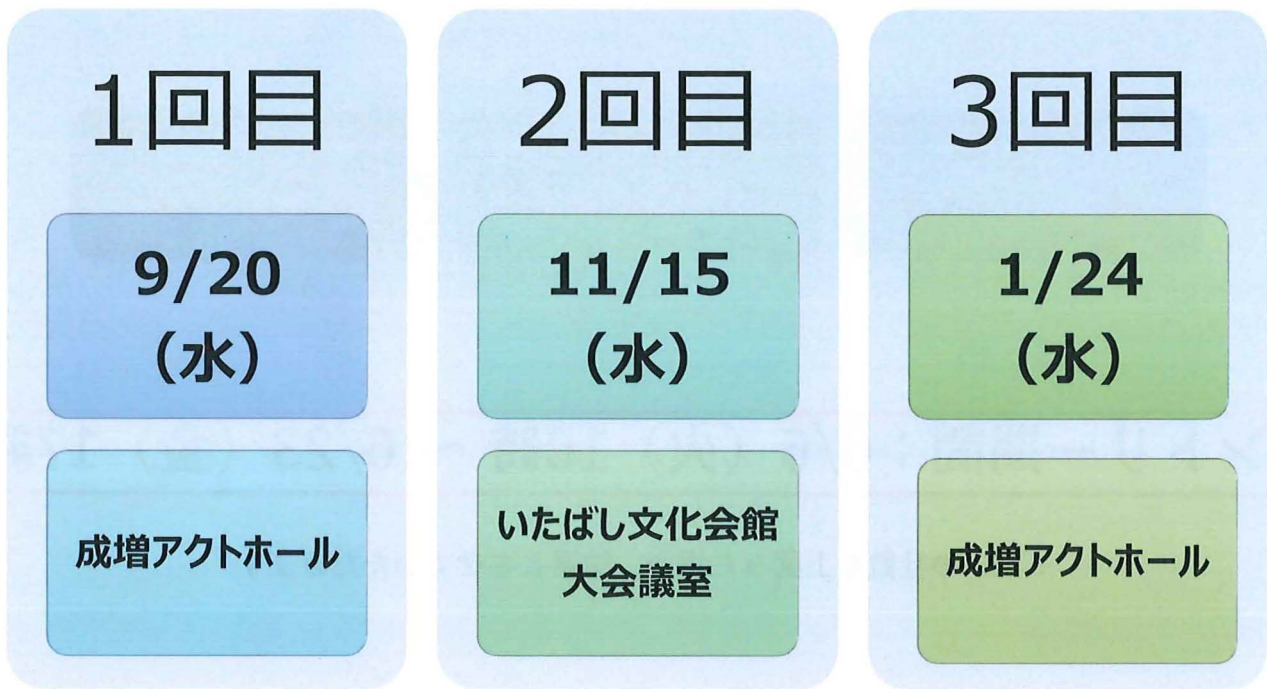 1回目
9/20
（水）
成増アクトホール
2回目
11/15
（水）
いたばし文化会館
大会議室
3回目
1/24
（水）
成増アクトホール